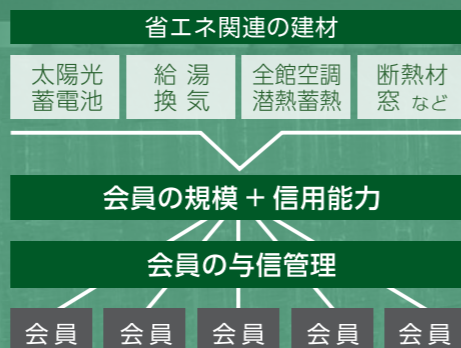 省エネ関連の建材
太陽光
蓄電池
給湯
換気
全館空調
潜熱蓄熱
断熱材
窓 など
会員の規模 + 信用能力
会員の与信管理
会員
会員
会員
会員
会員